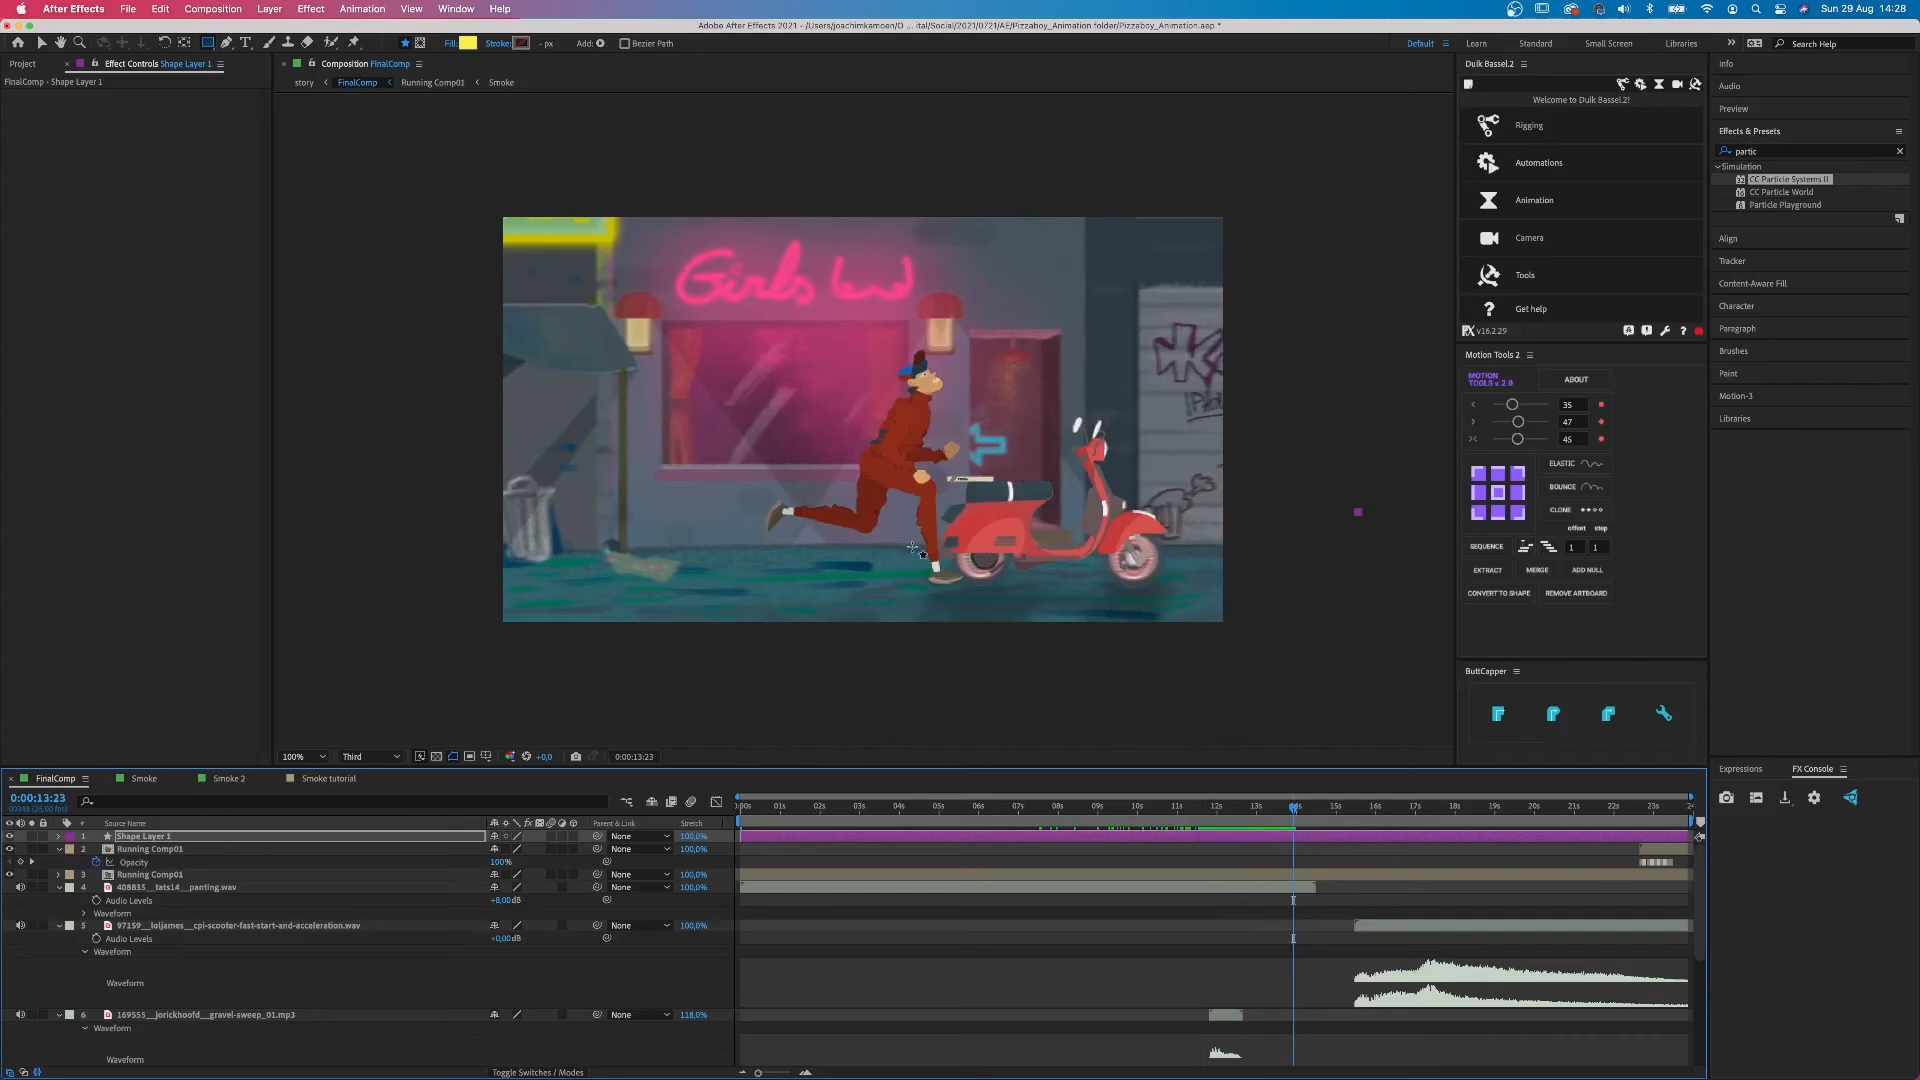 After Effects File Edit Composition Layer Effect Animation View Window Help Sun 29 Aug 14:28
Adobe After Effects 2021 - /Users/joachimkamoen/O ... ital/Social/2021/0721/AE/Pizzaboy_Animation folder/Pizzaboy_Animation.aep *
Fill: Stroke: - px Add: Bezier Path Default Learn Standard Small Screen Libraries Search Help
Project Effect Controls Shape Layer 1 Composition FinalComp Duik Bassel.2 Info
FinalComp - Shape Layer 1 story FinalComp Running Comp01 Smoke
Audio
Welcome to Duik Bassel.2!
Preview
Rigging
Effects & Presets
partic
Automations
Simulation
CC Particle Systems II
CC Particle World
Animation
Particle Playground
Camera
Align
Tracker
Tools
Content-Aware Fill
Get help
Character
v16.2.29
Paragraph
Motion Tools 2
Brushes
MOTION TOOLS v.2.0 ABOUT
Paint
35
Motion-3
47
Libraries
45
ELASTIC
BOUNCE
CLONE
offset step
SEQUENCE 1 1
EXTRACT MERGE ADD NULL
CONVERT TO SHAPE REMOVE ARTBOARD
ButtCapper
Girls
100% Third +0,0 0:00:13:23
FinalComp Smoke Smoke 2 Smoke tutorial Expressions FX Console
0:00:13:23
00348 (25.00 fps)
:00s 01s 02s 03s 04s 05s 06s 07s 08s 09s 10s 11s 12s 13s 15s 16s 17s 18s 19s 20s 21s 22s 23s 24
# Source Name fx Parent & Link Stretch
1 Shape Layer 1 None 100,0%
2 Running Comp01 None 100,0%
Opacity 100%
3 Running Comp01 None 100,0%
4 408835__tats14__panting.wav None 100,0%
Audio Levels +8,00dB
Waveform
5 97159__loljames__cpi-scooter-fast-start-and-acceleration.wav None 100,0%
Audio Levels +0,00dB
Waveform
Waveform
6 169555__jorickhoofd__gravel-sweep_01.mp3 None 118,0%
Waveform
Waveform
Toggle Switches / Modes